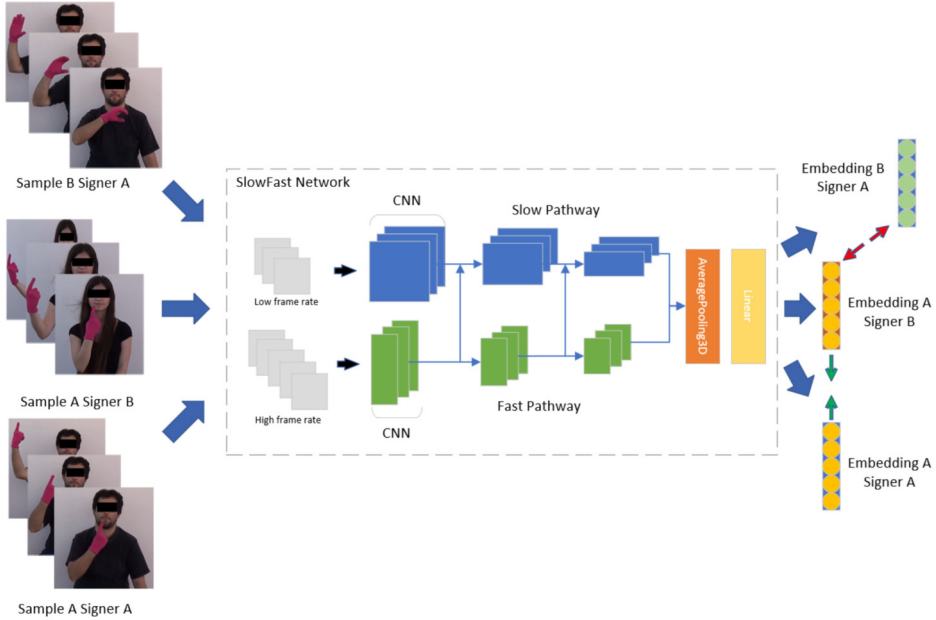 Sample B Signer A
Sample A Signer B
Sample A Signer A
SlowFast Network
CNN
Slow Pathway
Low frame rate
High frame rate
CNN
Fast Pathway
AveragePooling3D
Linear
Embedding B
Signer A
Embedding A
Signer B
Embedding A
Signer A